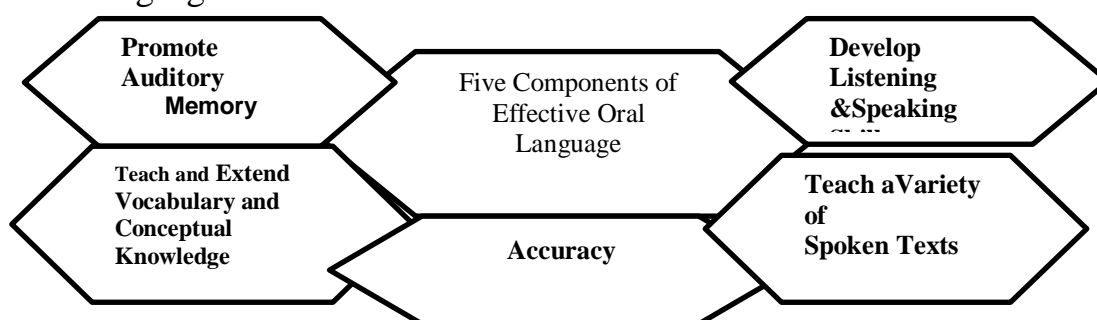 Promote
Auditory
Memory
Five Components of
Effective Oral
Language
Develop
Listening
&Speaking
Teach and Extend
Vocabulary and
Conceptual
Knowledge
Accuracy
Teach aVariety
of
Spoken Texts